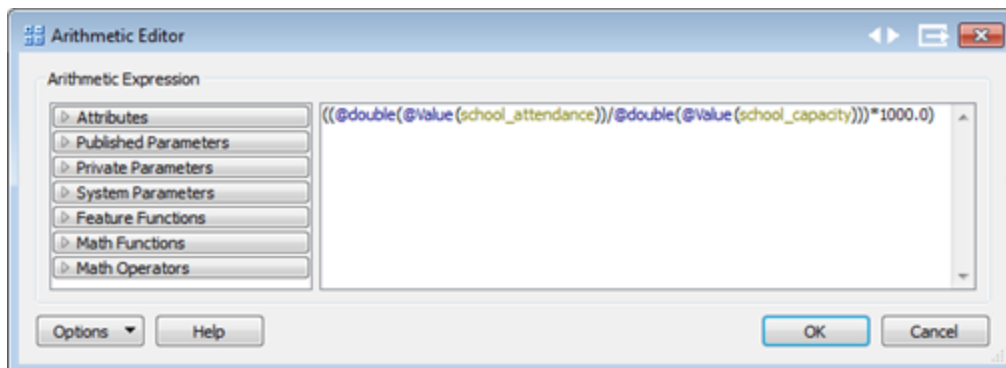 Arithmetic Editor
Arithmetic Expression
Attributes
Published Parameters
Private Parameters
System Parameters
Feature Functions
Math Functions
Math Operators
((@double(@Value(school_attendance))/@double(@Value(school_capacity)))*1000.0)
Options
Help
OK
Cancel